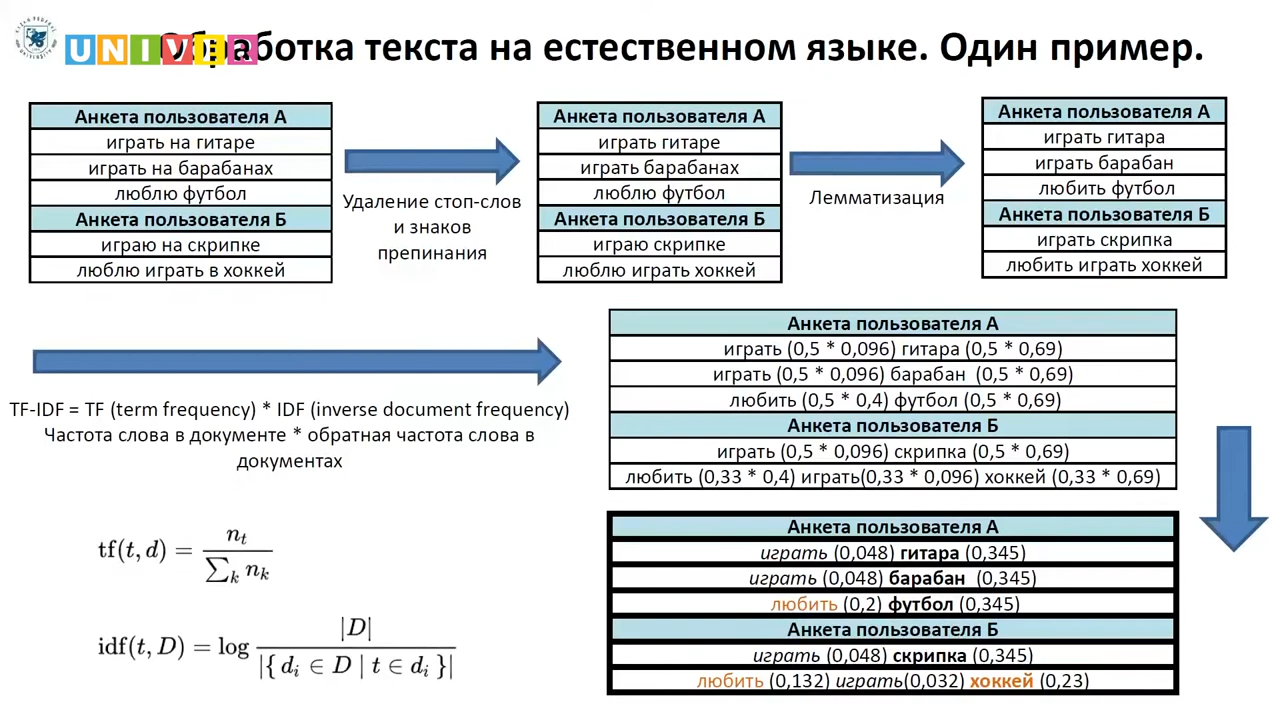 UNIVER
Обработка текста на естественном языке. Один пример.
Анкета пользователя А
играть на гитаре
играть на барабанах
люблю футбол
Анкета пользователя Б
играю на скрипке
люблю играть в хоккей
Удаление стоп-слов
и знаков
препинания
Анкета пользователя А
играть гитаре
играть барабанах
люблю футбол
Анкета пользователя Б
играю скрипке
люблю играть хоккей
Лемматизация
Анкета пользователя А
играть гитара
играть барабан
любить футбол
Анкета пользователя Б
играть скрипка
любить играть хоккей
TF-IDF = TF (term frequency) * IDF (inverse document frequency)
Частота слова в документе * обратная частота слова в
документах
tf(t, d) = n_t / ∑_k n_k
idf(t, D) = log |D| / |{ d_i ∈ D | t ∈ d_i }|
Анкета пользователя А
играть (0,5 * 0,096) гитара (0,5 * 0,69)
играть (0,5 * 0,096) барабан (0,5 * 0,69)
любить (0,5 * 0,4) футбол (0,5 * 0,69)
Анкета пользователя Б
играть (0,5 * 0,096) скрипка (0,5 * 0,69)
любить (0,33 * 0,4) играть(0,33 * 0,096) хоккей (0,33 * 0,69)
Анкета пользователя А
играть (0,048) гитара (0,345)
играть (0,048) барабан (0,345)
любить (0,2) футбол (0,345)
Анкета пользователя Б
играть (0,048) скрипка (0,345)
любить (0,132) играть(0,032) хоккей (0,23)